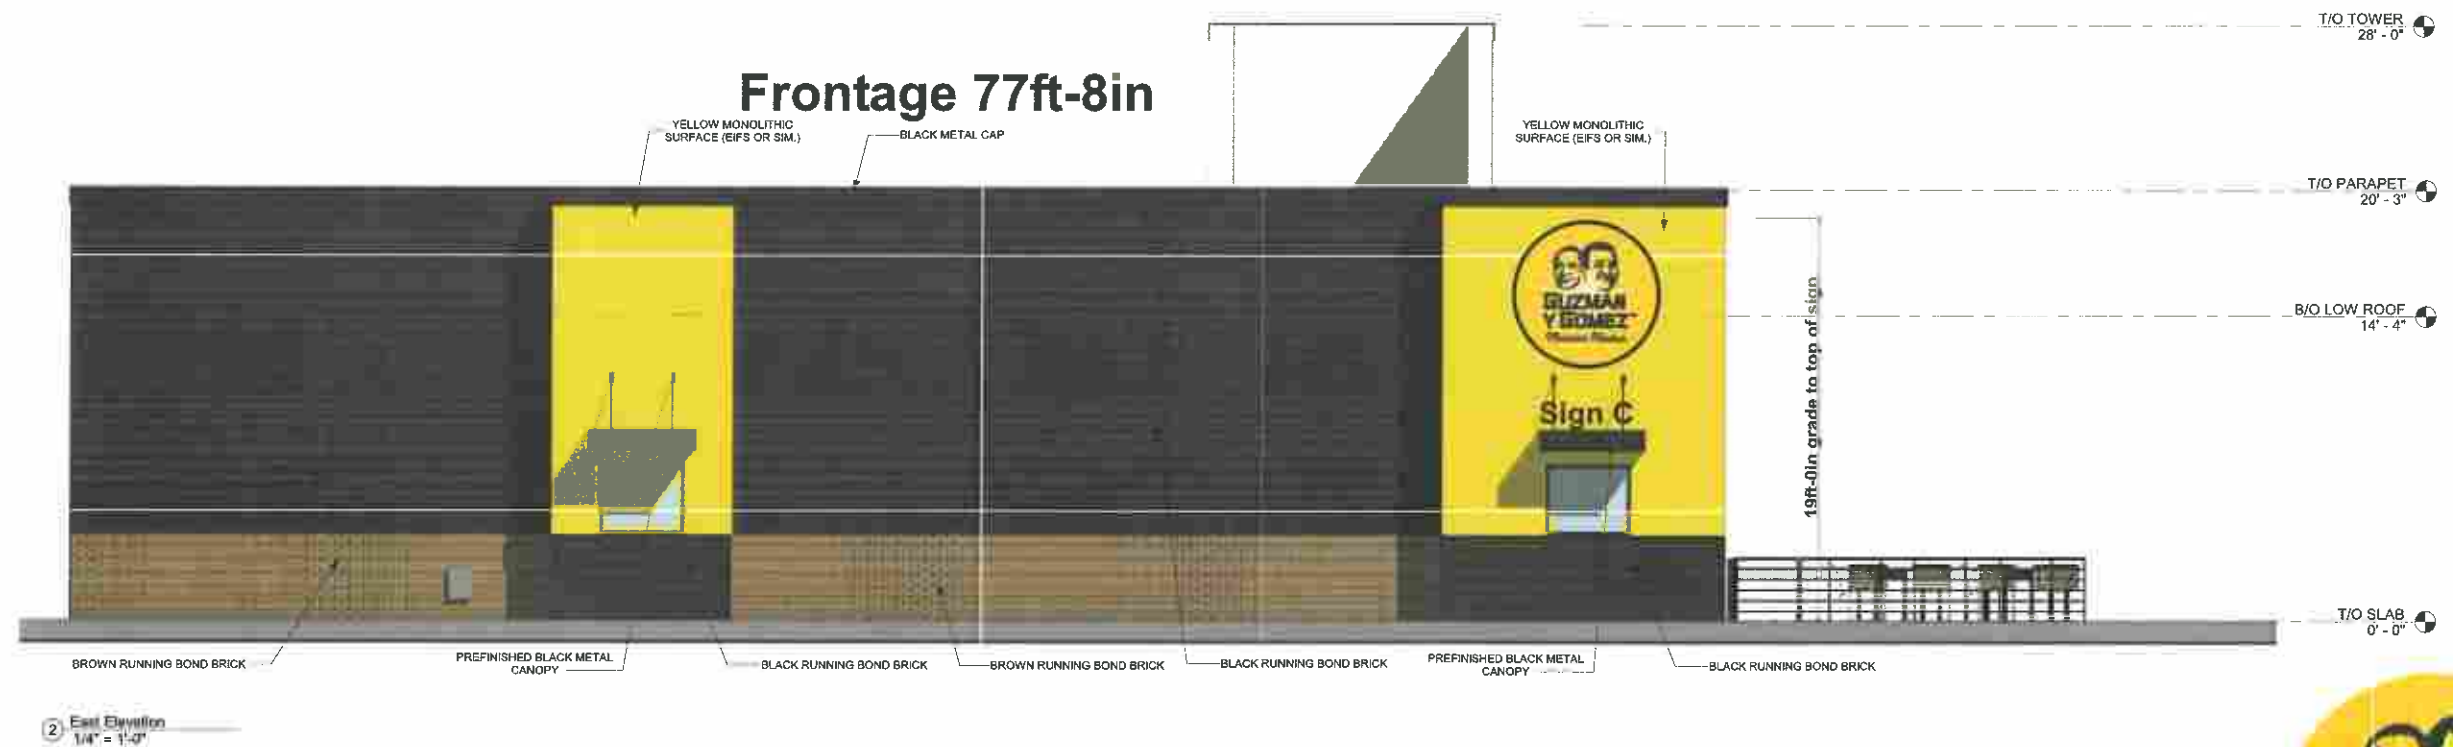 T/O TOWER
28' - 0"
Frontage 77ft-8in
YELLOW MONOLITHIC
SURFACE (EIFS OR SIM.)
BLACK METAL CAP
YELLOW MONOLITHIC
SURFACE (EIFS OR SIM.)
T/O PARAPET
20' - 3"
GUZMAN
Y GOMEZ
B/O LOW ROOF
14' - 4"
19ft-0in grade to top of sign
Sign C
T/O SLAB
0' - 0"
BROWN RUNNING BOND BRICK
PREFINISHED BLACK METAL
CANOPY
BLACK RUNNING BOND BRICK
BROWN RUNNING BOND BRICK
BLACK RUNNING BOND BRICK
PREFINISHED BLACK METAL
CANOPY
BLACK RUNNING BOND BRICK
2 East Elevation
1/4" = 1'-0"